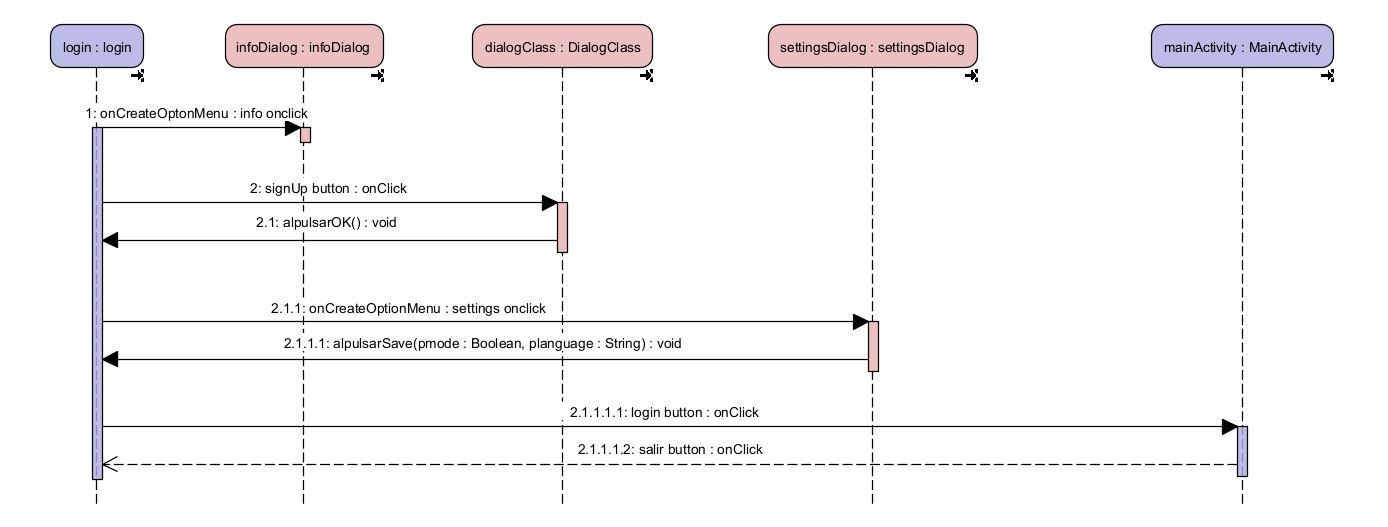 login : login
infoDialog : infoDialog
dialogClass : DialogClass
settingsDialog : settingsDialog
mainActivity : MainActivity
1: onCreateOptonMenu : info onclick
2: signUp button : onClick
2.1: alpulsarOK() : void
2.1.1: onCreateOptionMenu : settings onclick
2.1.1.1: alpulsarSave(pmode : Boolean, planguage : String) : void
2.1.1.1.1: login button : onClick
2.1.1.1.2: salir button : onClick